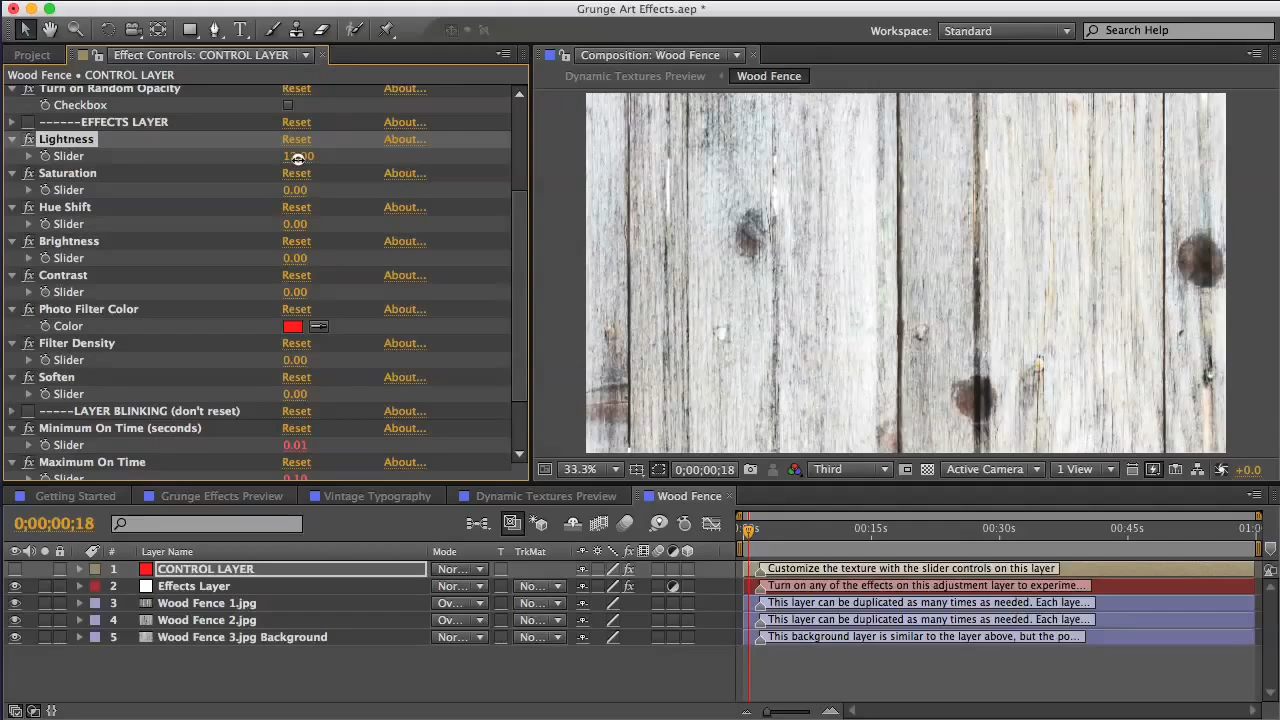 Grunge Art Effects.aep *
Workspace: Standard Search Help
Project Effect Controls: CONTROL LAYER
Wood Fence • CONTROL LAYER
Turn on Random Opacity Reset About...
Checkbox
------EFFECTS LAYER Reset About...
Lightness Reset About...
Slider
Saturation Reset About...
Slider 0.00
Hue Shift Reset About...
Slider 0.00
Brightness Reset About...
Slider 0.00
Contrast Reset About...
Slider 0.00
Photo Filter Color Reset About...
Color
Filter Density Reset About...
Slider 0.00
Soften Reset About...
Slider 0.00
-----LAYER BLINKING (don't reset) Reset About...
Minimum On Time (seconds) Reset About...
Slider 0.01
Maximum On Time Reset About...
Slider 0.10
Composition: Wood Fence
Dynamic Textures Preview Wood Fence
33.3% 0;00;00;18 Third Active Camera 1 View +0.0
Getting Started Grunge Effects Preview Vintage Typography Dynamic Textures Preview Wood Fence
0;00;00;18
00:15s 00:30s 00:45s 01:0
# Layer Name Mode T TrkMat
1 CONTROL LAYER Nor... Customize the texture with the slider controls on this layer
2 Effects Layer Nor... No... Turn on any of the effects on this adjustment layer to experime...
3 Wood Fence 1.jpg Ov... No... This layer can be duplicated as many times as needed. Each laye...
4 Wood Fence 2.jpg Ov... No... This layer can be duplicated as many times as needed. Each laye...
5 Wood Fence 3.jpg Background Nor... No... This background layer is similar to the layer above, but the po...